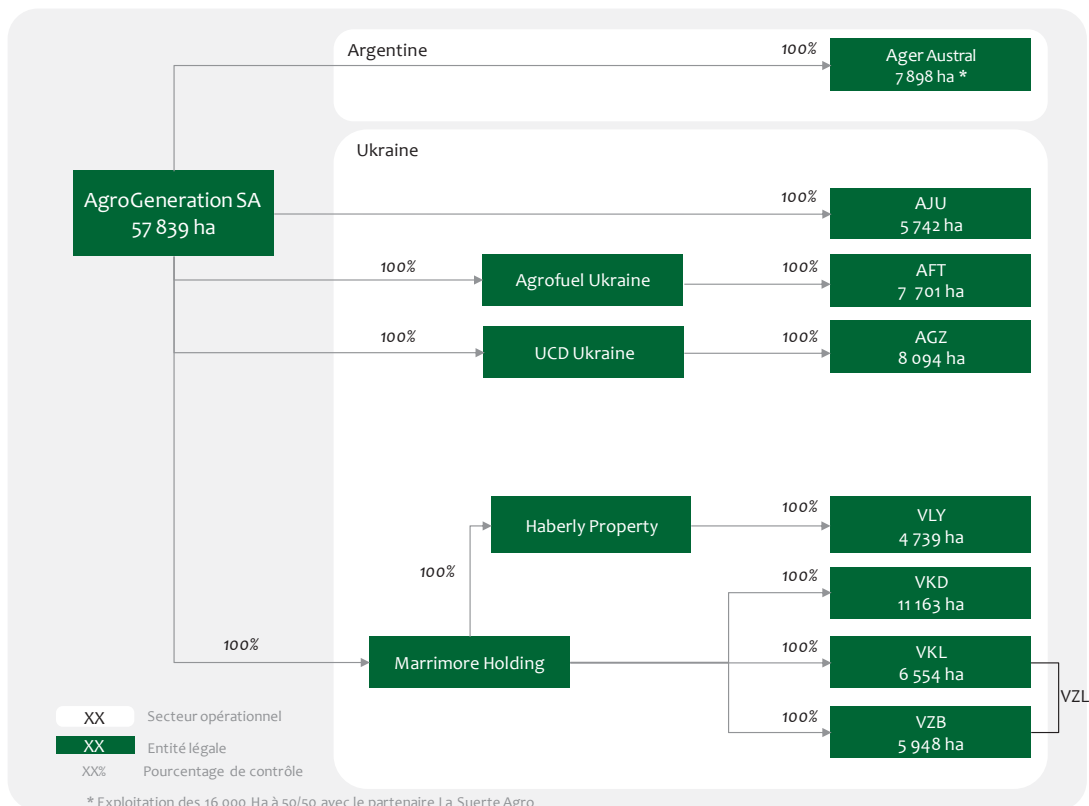 Argentine
100%
Ager Austral
7 898 ha *
Ukraine
AgroGeneration SA
57 839 ha
100%
AJU
5 742 ha
100%
Agrofuel Ukraine
100%
AFT
7 701 ha
100%
UCD Ukraine
100%
AGZ
8 094 ha
Haberly Property
100%
VLY
4 739 ha
100%
100%
VKD
11 163 ha
100%
Marrimore Holding
100%
VKL
6 554 ha
VZL
100%
VZB
5 948 ha
XX Secteur opérationnel
XX Entité légale
XX% Pourcentage de contrôle
* Exploitation des 16 000 Ha à 50/50 avec le partenaire La Suerte Agro